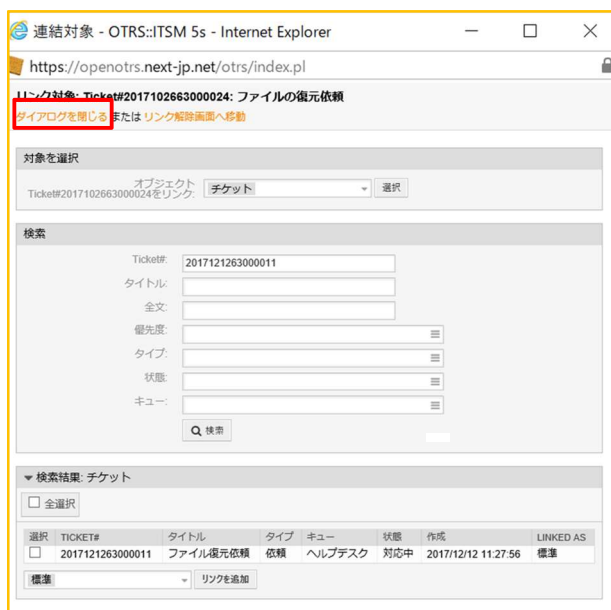 連結対象 - OTRS::ITSM 5s - Internet Explorer
https://openotrs.next-jp.net/otrs/index.pl
リンク対象: Ticket#2017102663000024: ファイルの復元依頼
ダイアログを閉じる または リンク解除画面へ移動
対象を選択
オブジェクト
Ticket#2017102663000024をリンク: チケット 選択
検索
Ticket#: 2017121263000011
タイトル:
全文:
優先度:
タイプ:
状態:
キュー:
検索
検索結果: チケット
全選択
選択 TICKET# タイトル タイプ キュー 状態 作成 LINKED AS
2017121263000011 ファイル復元依頼 依頼 ヘルプデスク 対応中 2017/12/12 11:27:56 標準
標準 リンクを追加